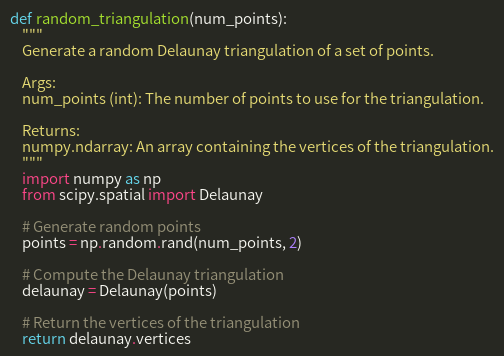 def random_triangulation(num_points):
    """
    Generate a random Delaunay triangulation of a set of points.

    Args:
    num_points (int): The number of points to use for the triangulation.

    Returns:
    numpy.ndarray: An array containing the vertices of the triangulation.
    """
    import numpy as np
    from scipy.spatial import Delaunay

    # Generate random points
    points = np.random.rand(num_points, 2)

    # Compute the Delaunay triangulation
    delaunay = Delaunay(points)

    # Return the vertices of the triangulation
    return delaunay.vertices